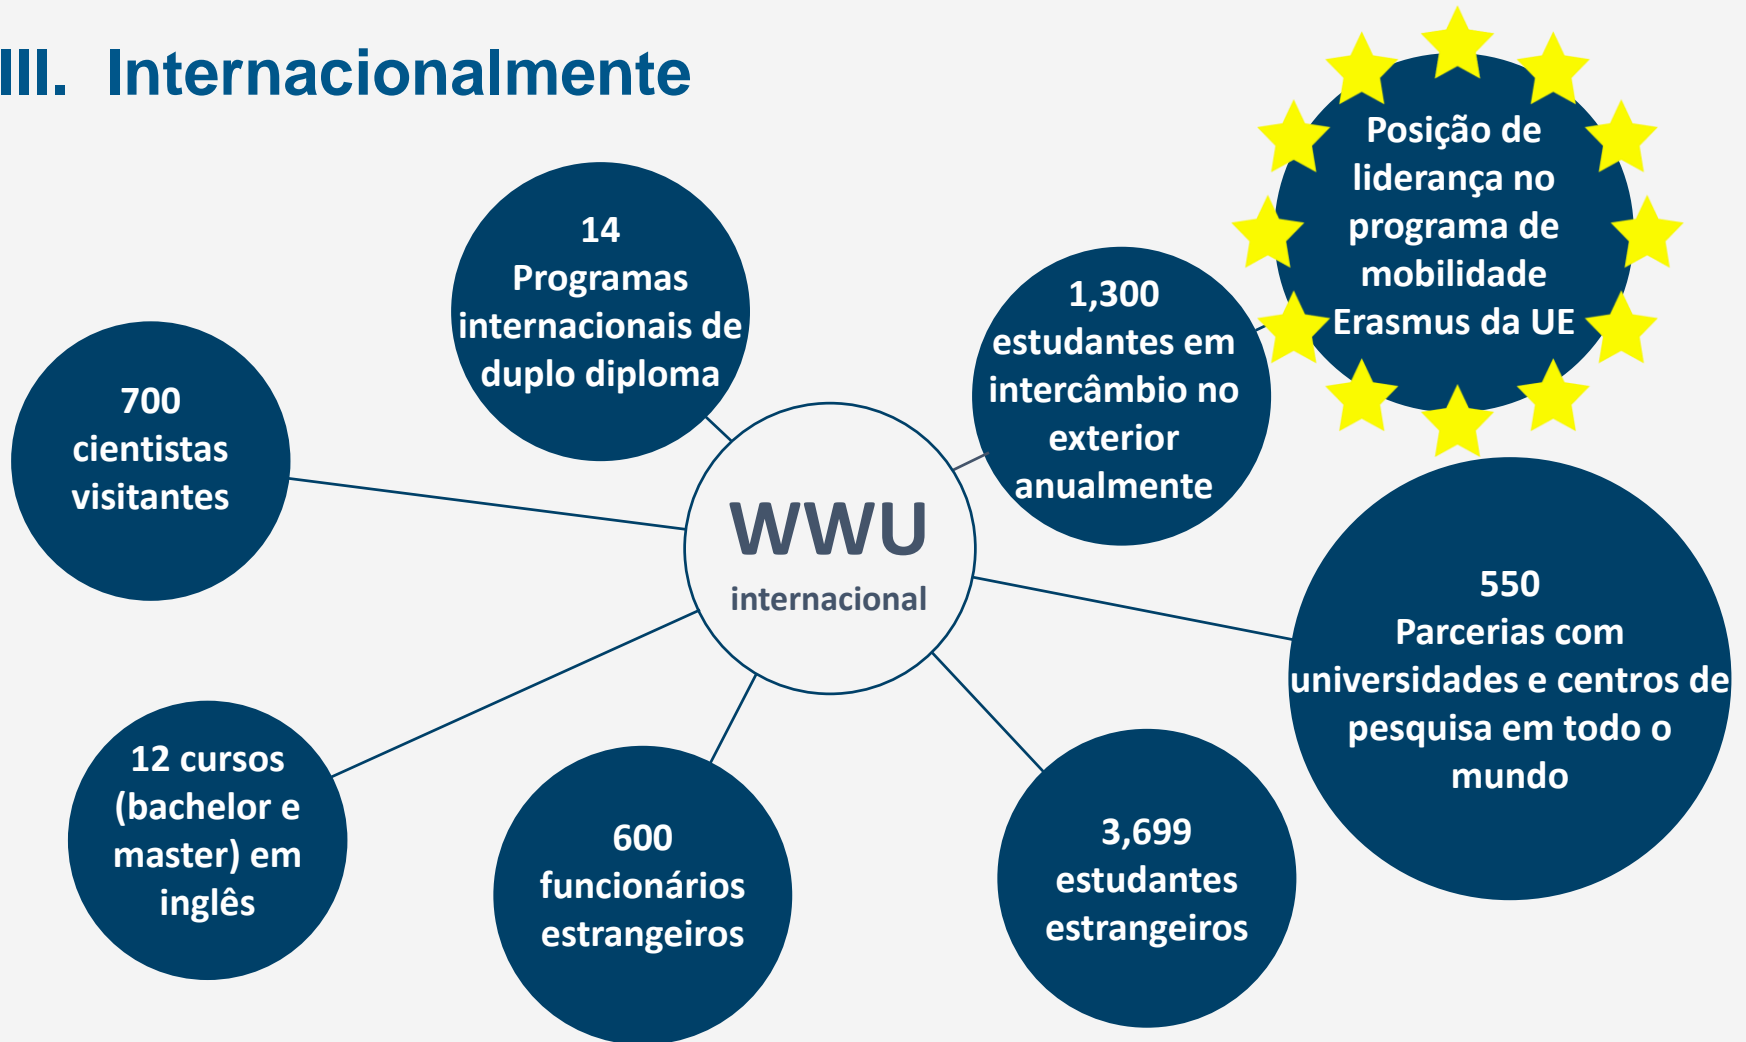 III. Internacionalmente
Posição de
liderança no
programa de
mobilidade
Erasmus da UE
14
Programas
internacionais de
duplo diploma
1,300
estudantes em
intercâmbio no
exterior
anualmente
700
cientistas
visitantes
WWU
internacional
550
Parcerias com
universidades e centros de
pesquisa em todo o
mundo
12 cursos
(bachelor e
master) em
inglês
600
funcionários
estrangeiros
3,699
estudantes
estrangeiros